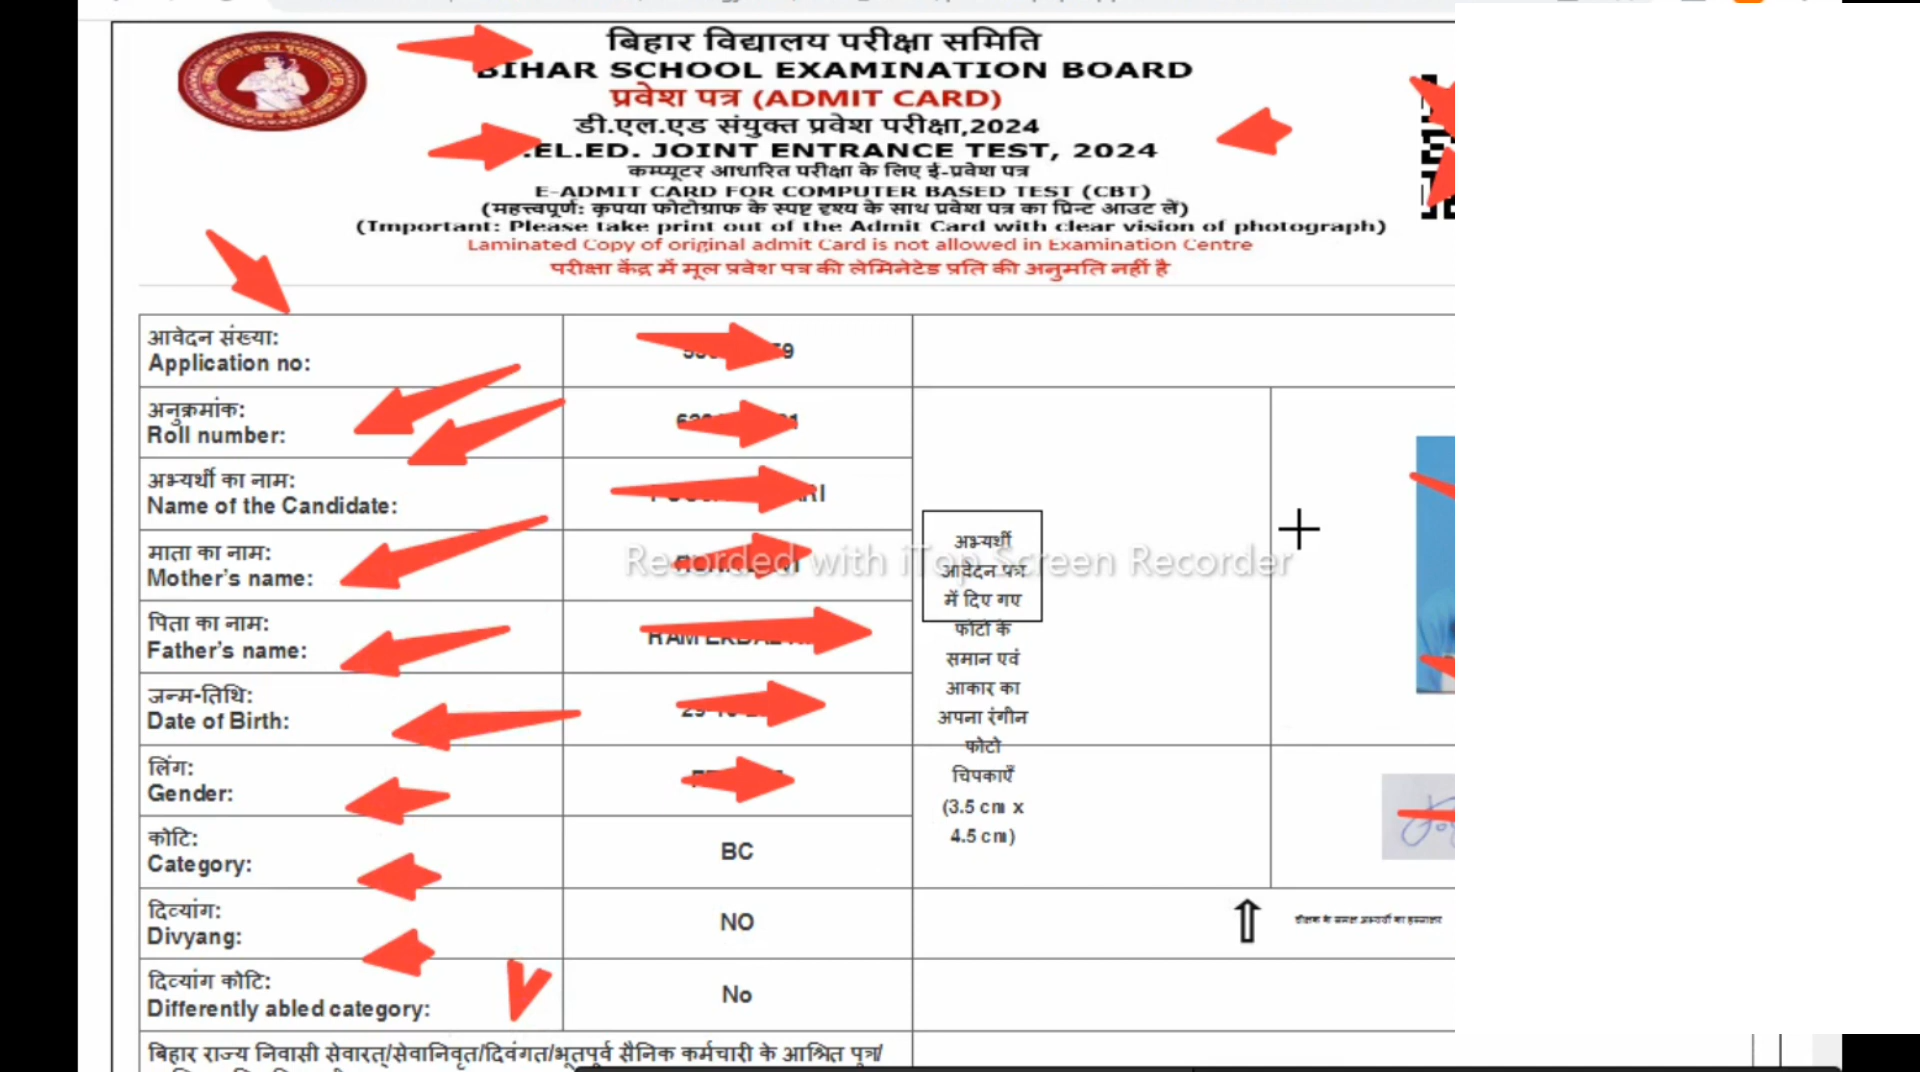 बिहार विद्यालय परीक्षा समिति
BIHAR SCHOOL EXAMINATION BOARD
प्रवेश पत्र (ADMIT CARD)
डी.एल.एड संयुक्त प्रवेश परीक्षा,2024
.EL.ED. JOINT ENTRANCE TEST, 2024
कम्प्यूटर आधारित परीक्षा के लिए ई-प्रवेश पत्र
E-ADMIT CARD FOR COMPUTER BASED TEST (CBT)
(महत्त्वपूर्ण: कृपया फोटोग्राफ के स्पष्ट दृश्य के साथ प्रवेश पत्र का प्रिन्ट आउट लें)
(Important: Please take print out of the Admit Card with clear vision of photograph)
Laminated Copy of original admit Card is not allowed in Examination Centre
परीक्षा केंद्र में मूल प्रवेश पत्र की लेमिनेटेड प्रति की अनुमति नहीं है
आवेदन संख्या:
Application no:
अनुक्रमांक:
Roll number:
अभ्यर्थी का नाम:
Name of the Candidate:
माता का नाम:
Mother's name:
पिता का नाम:
Father's name:
जन्म-तिथि:
Date of Birth:
लिंग:
Gender:
कोटि:
Category:
BC
दिव्यांग:
Divyang:
NO
दिव्यांग कोटि:
Differently abled category:
No
बिहार राज्य निवासी सेवारत्/सेवानिवृत/दिवंगत/भूतपुर्व सैनिक कर्मचारी के आश्रित पुत्र/
अभ्यर्थी
आवेदन पत्र
में दिए गए
फोटो के
समान एवं
आकार का
अपना रंगीन
फोटो
चिपकाएँ
(3.5 cm x
4.5 cm)
Recorded with iTop Screen Recorder